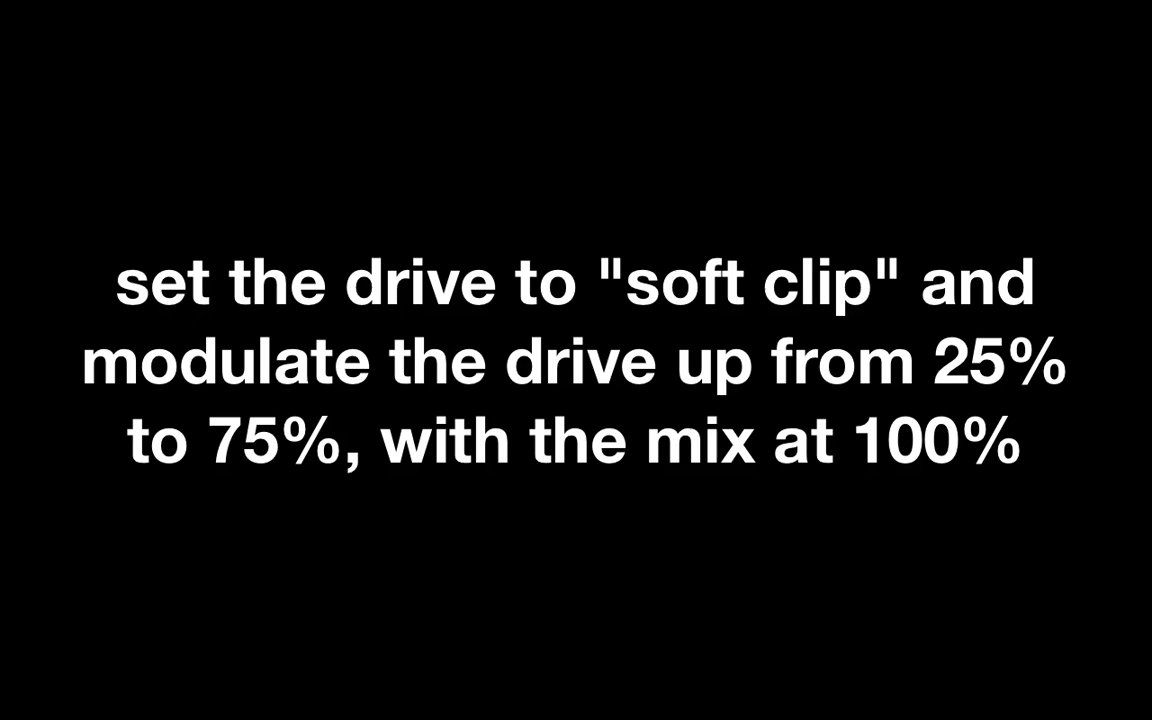 set the drive to "soft clip" and
modulate the drive up from 25%
to 75%, with the mix at 100%